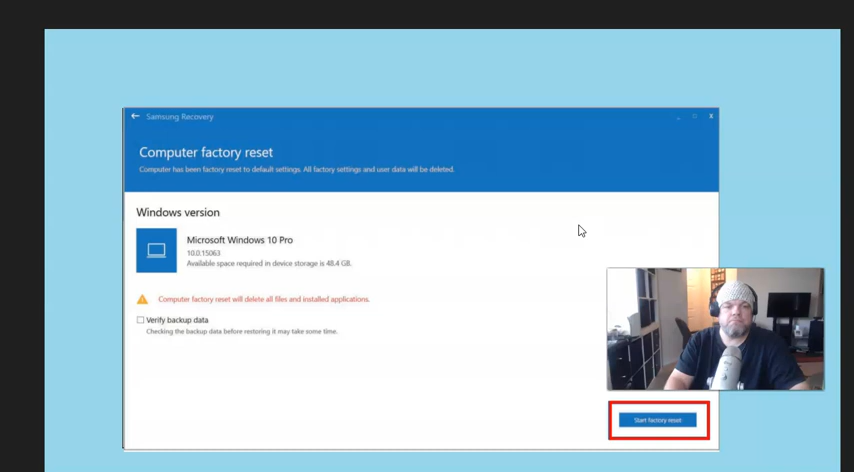 Samsung Recovery
Computer factory reset
Computer has been factory reset to default settings. All factory settings and user data will be deleted.
Windows version
Microsoft Windows 10 Pro
10.0.15063
Available space required in device storage is 48.4 GB.
Computer factory reset will delete all files and installed applications.
Verify backup data
Checking the backup data before restoring it may take some time.
Start factory reset